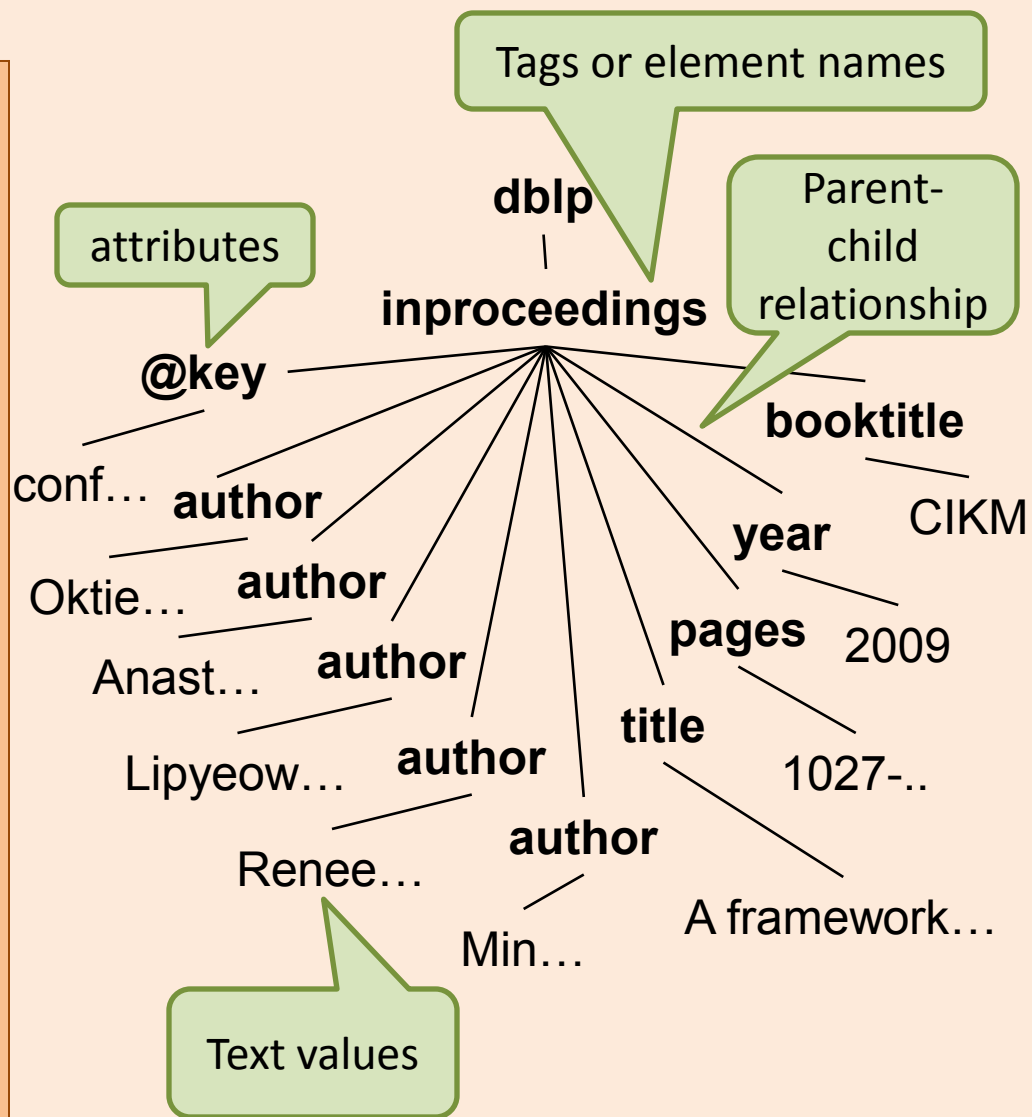 Tags or element names
dblp
Parent-
child
relationship
attributes
inproceedings
@key
booktitle
conf…
author
CIKM
year
Oktie…
author
pages
2009
Anast…
author
title
Lipyeow…
author
1027-..
author
Renee…
A framework…
Min…
Text values